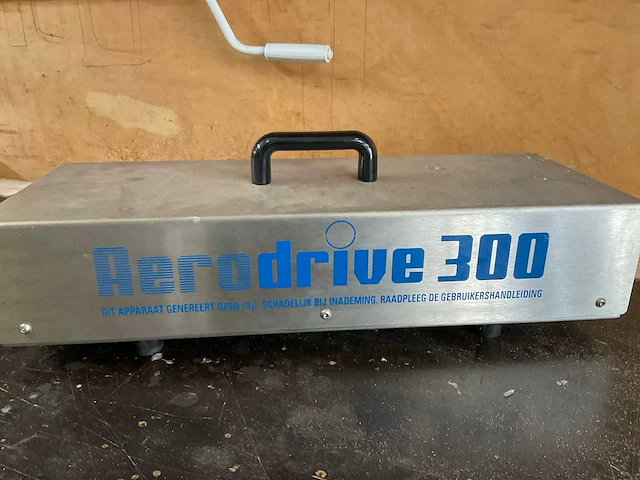 Aerodrive 300
DIT APPARAAT GENEREERT OZON (O3). SCHADELIJK BIJ INADEMING. RAADPLEEG DE GEBRUIKERSHANDLEIDING